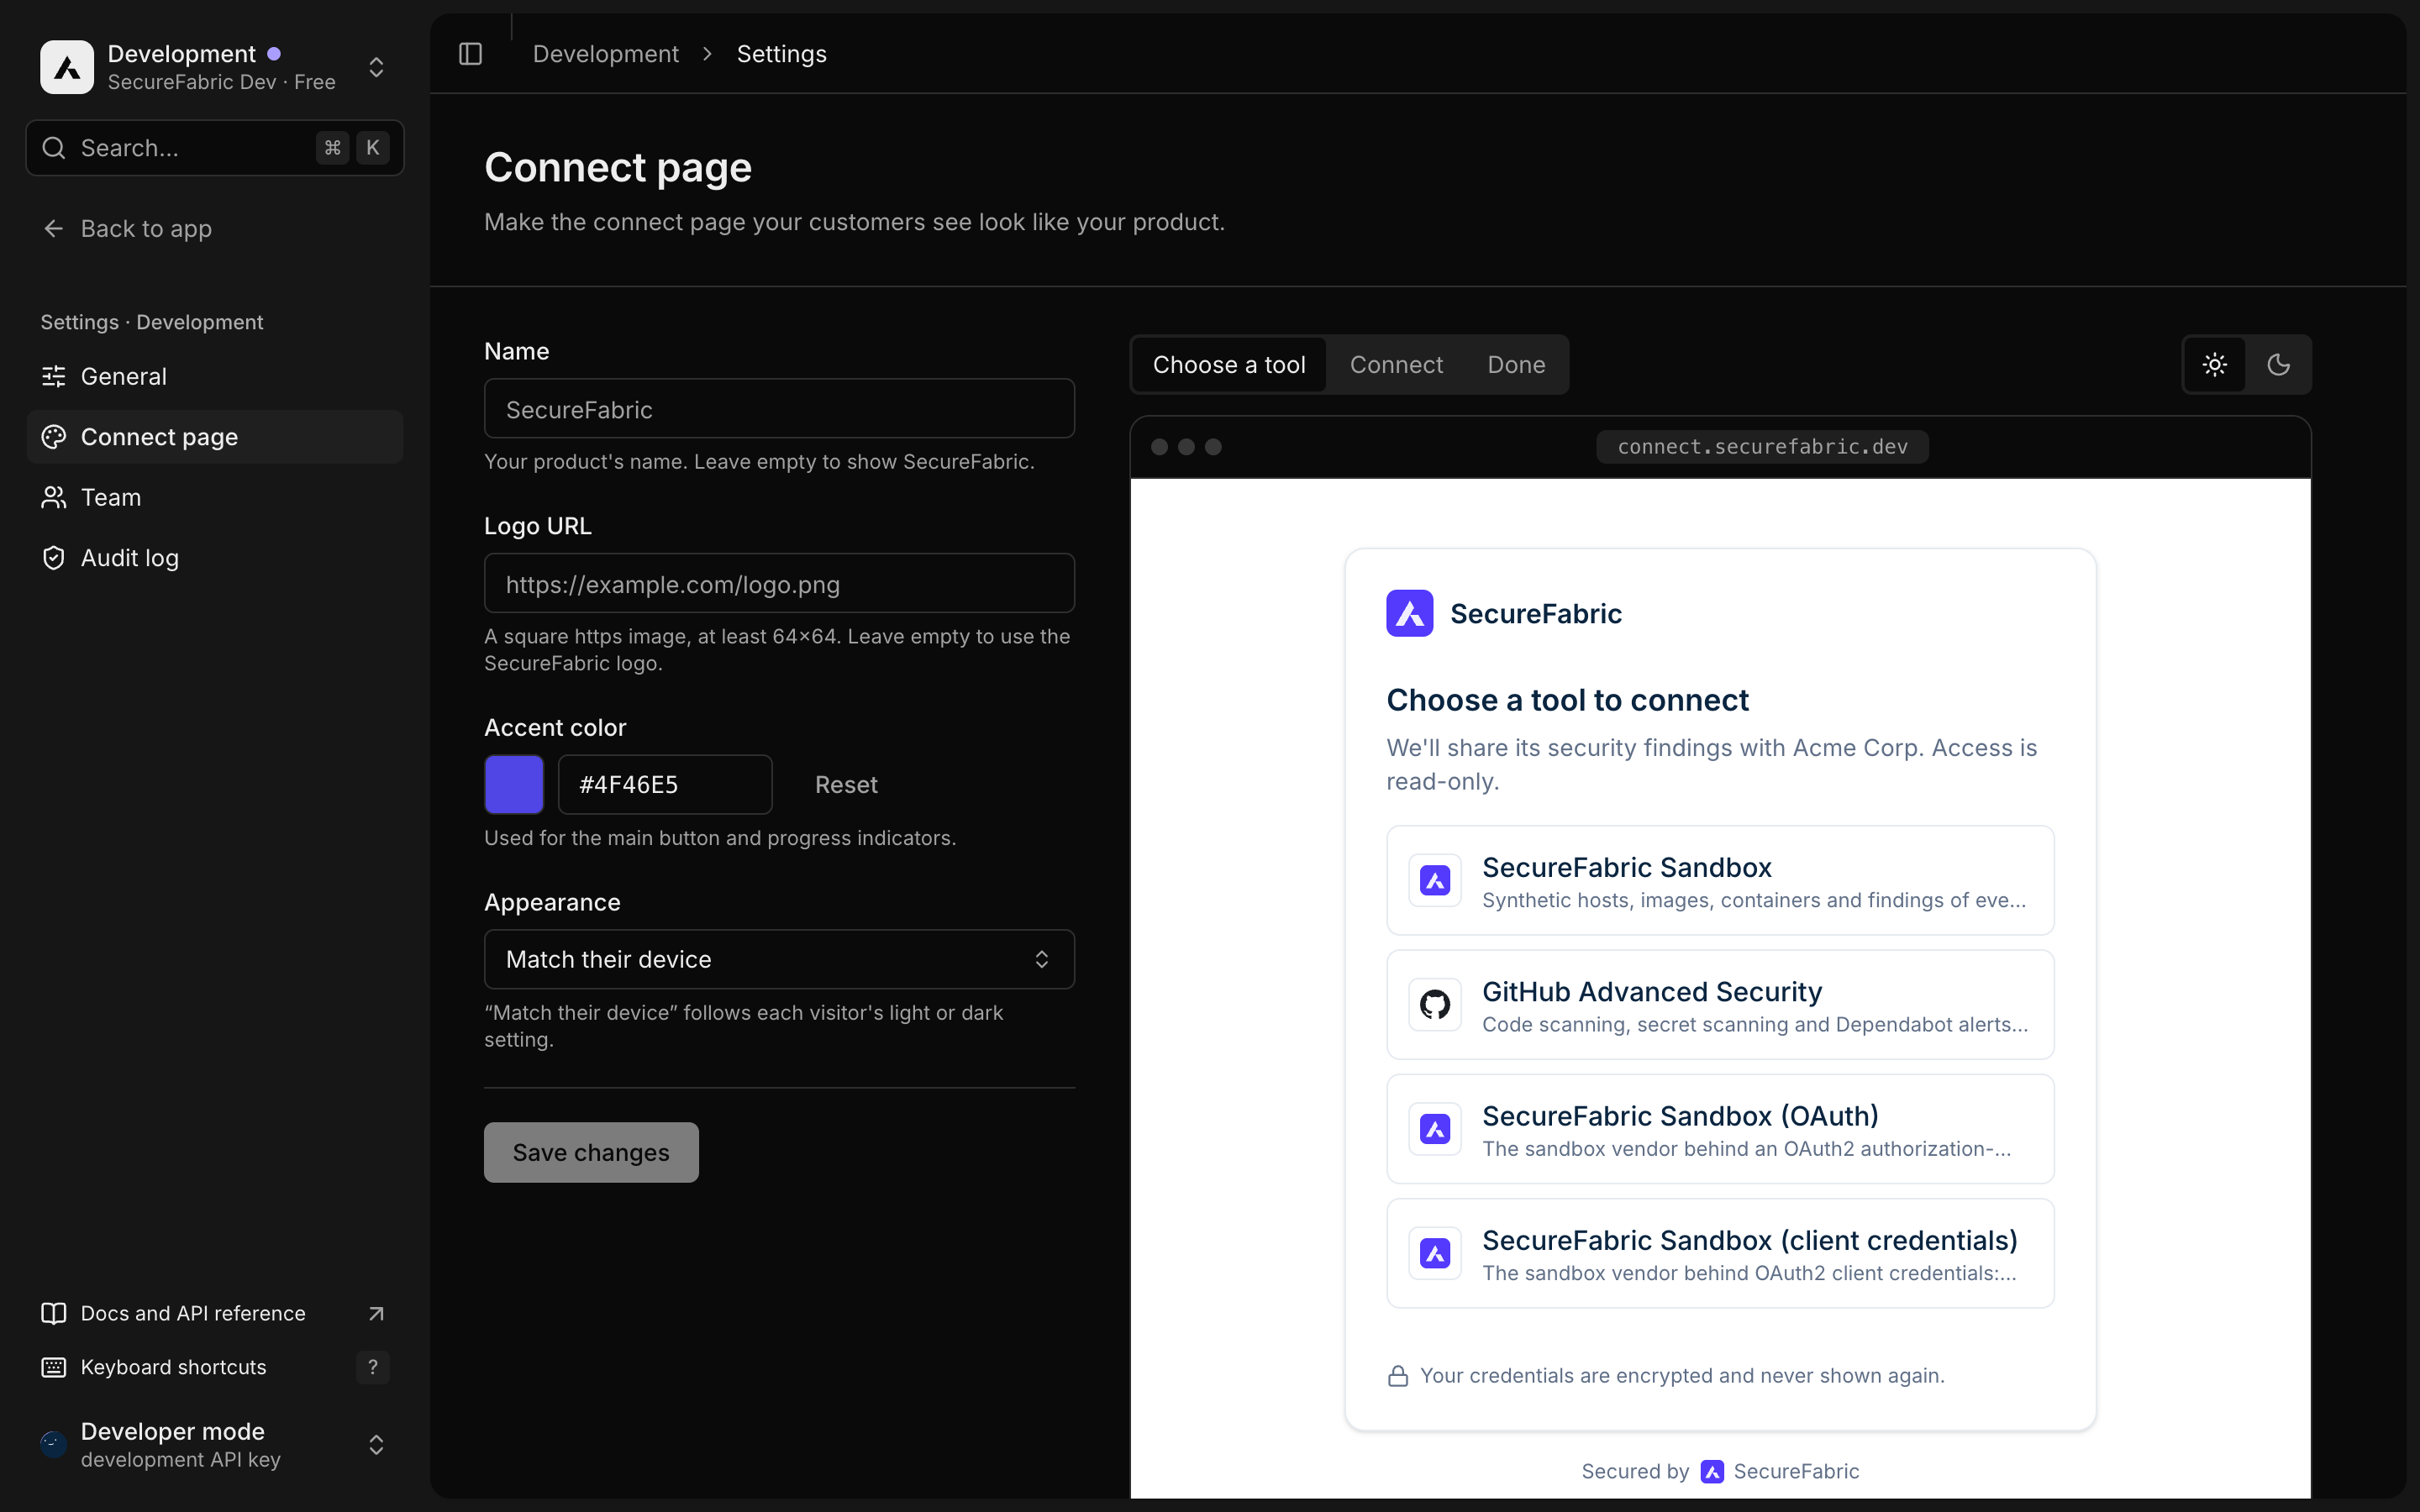 Development
SecureFabric Dev · Free
Search...
⌘ K
Back to app
Settings · Development
General
Connect page
Team
Audit log
Docs and API reference
Keyboard shortcuts
?
Developer mode
development API key
Development
Settings
Connect page
Make the connect page your customers see look like your product.
Name
SecureFabric
Your product's name. Leave empty to show SecureFabric.
Logo URL
https://example.com/logo.png
A square https image, at least 64×64. Leave empty to use the
SecureFabric logo.
Accent color
#4F46E5
Reset
Used for the main button and progress indicators.
Appearance
Match their device
“Match their device” follows each visitor's light or dark
setting.
Save changes
Choose a tool
Connect
Done
connect.securefabric.dev
SecureFabric
Choose a tool to connect
We'll share its security findings with Acme Corp. Access is
read-only.
SecureFabric Sandbox
Synthetic hosts, images, containers and findings of eve...
GitHub Advanced Security
Code scanning, secret scanning and Dependabot alerts...
SecureFabric Sandbox (OAuth)
The sandbox vendor behind an OAuth2 authorization-...
SecureFabric Sandbox (client credentials)
The sandbox vendor behind OAuth2 client credentials:...
Your credentials are encrypted and never shown again.
Secured by SecureFabric